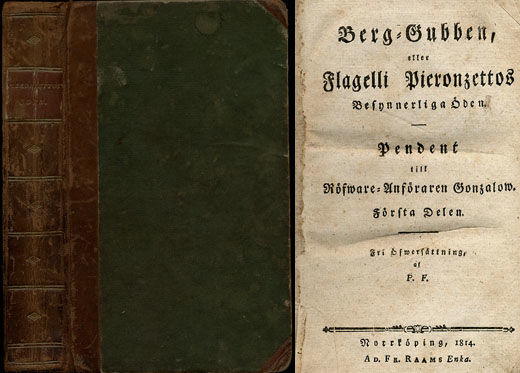 Berg-Gubben,
eller
Flagelli Pieronzettos
Besynnerliga Öden.
Pendent
till
Röfware-Anföraren Gonzalow.
Första Delen.
Fri Öfwersättning,
af
P. F.
Norrköping, 1814.
AD. FR. RAAMS Enka.